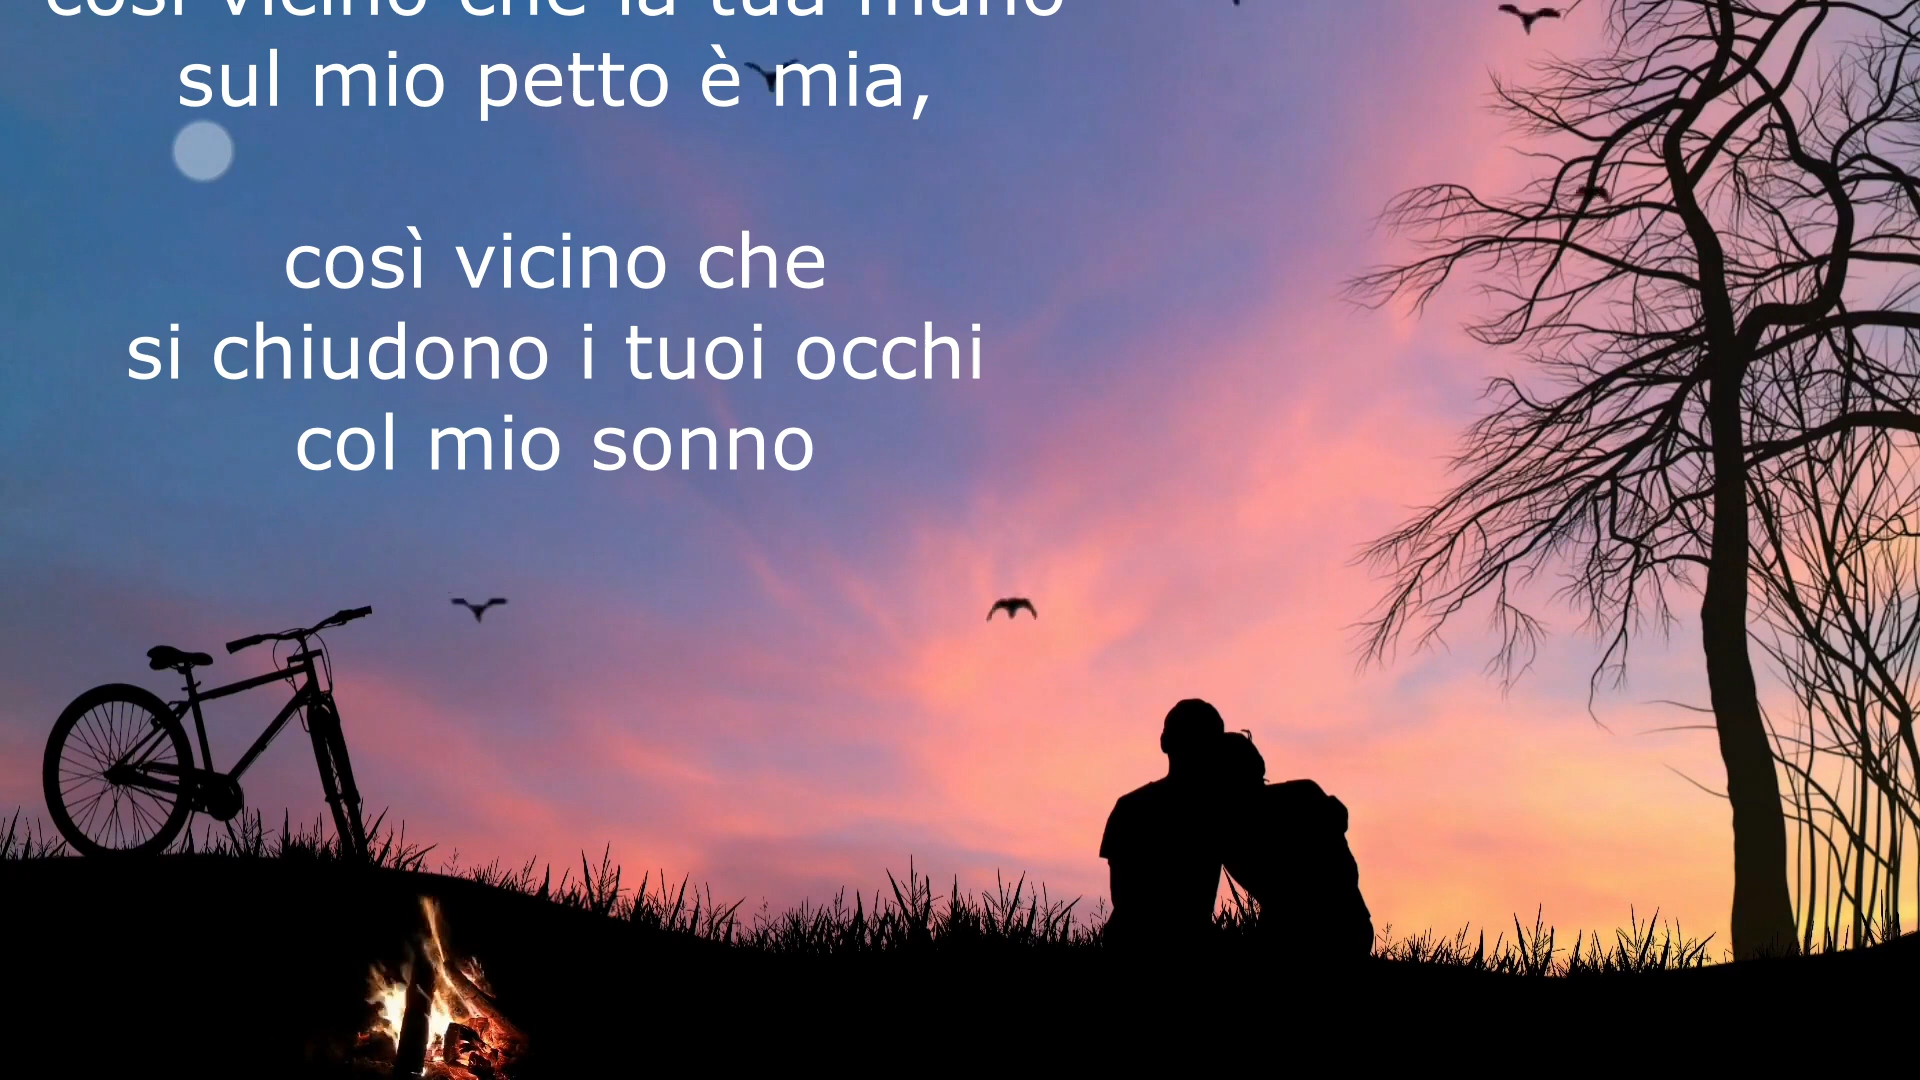 così vicino che la tua mano
sul mio petto è mia,
così vicino che
si chiudono i tuoi occhi
col mio sonno